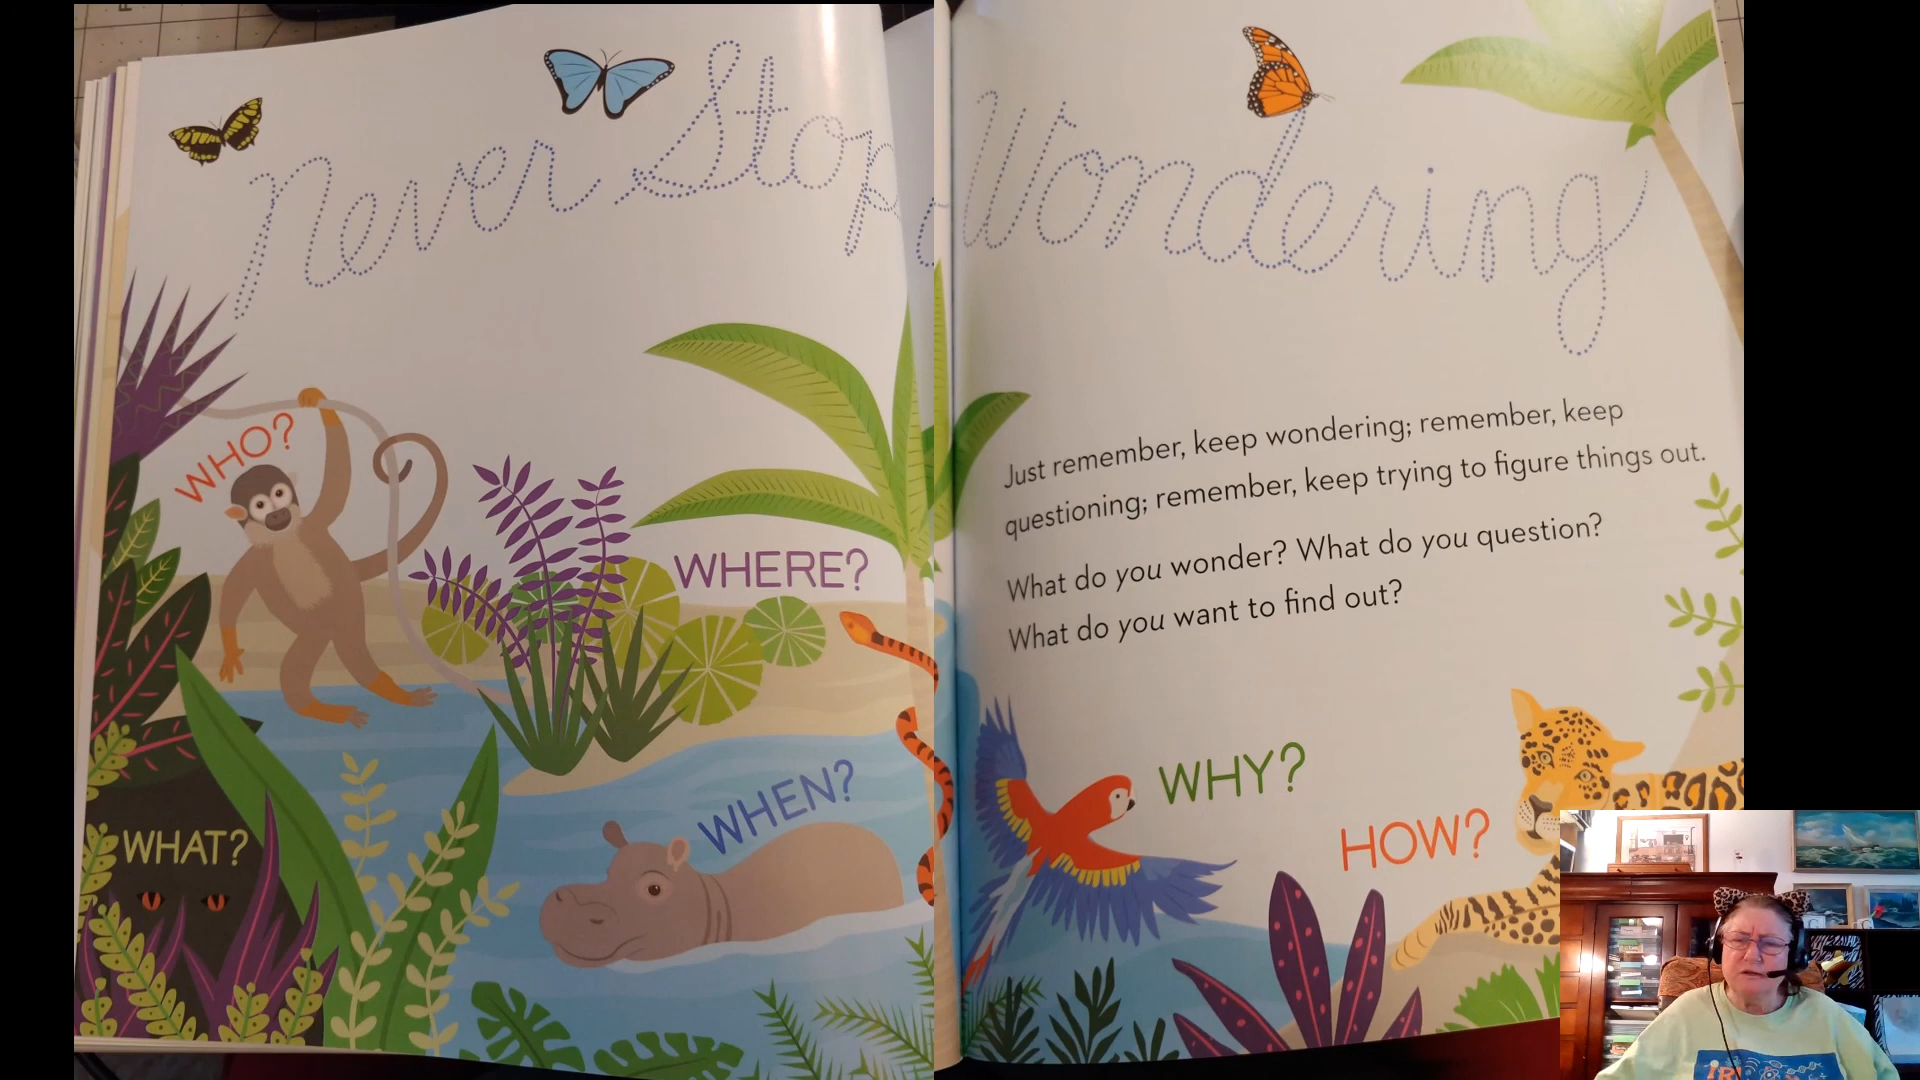 Never Stop Wondering
WHO?
WHERE?
WHEN?
WHAT?
Just remember, keep wondering; remember, keep
questioning; remember, keep trying to figure things out.
What do you wonder? What do you question?
What do you want to find out?
WHY?
HOW?